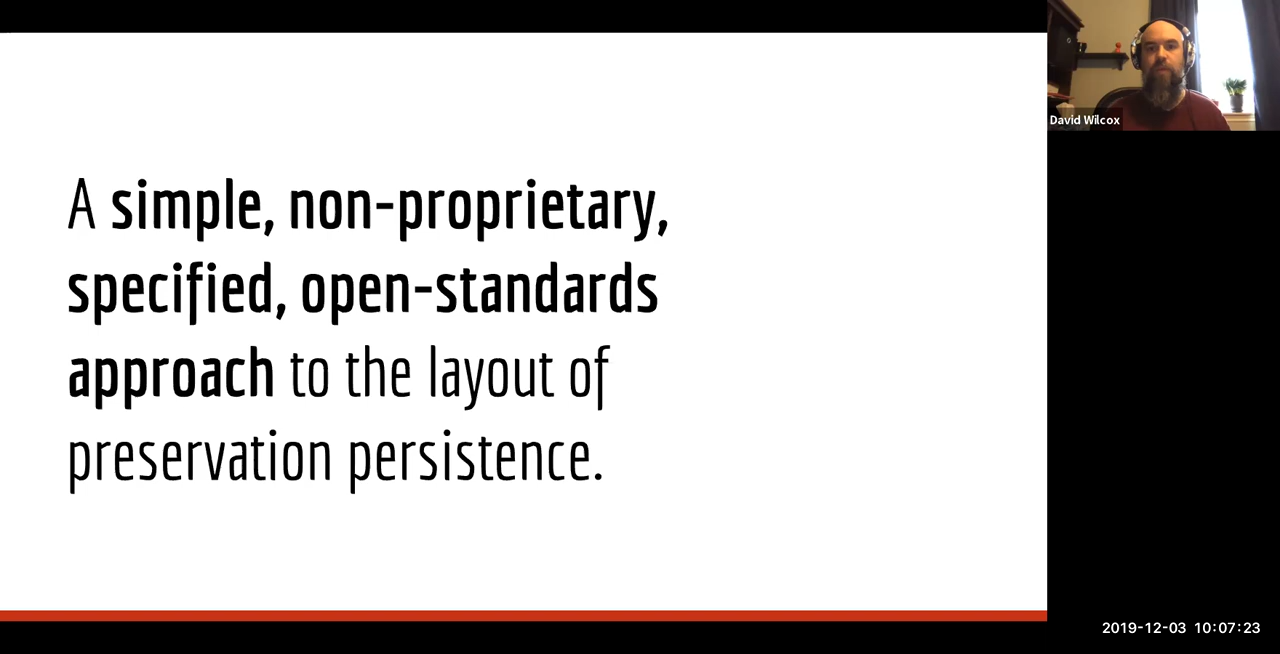 A simple, non-proprietary,
specified, open-standards
approach to the layout of
preservation persistence.
David Wilcox
2019-12-03 10:07:23